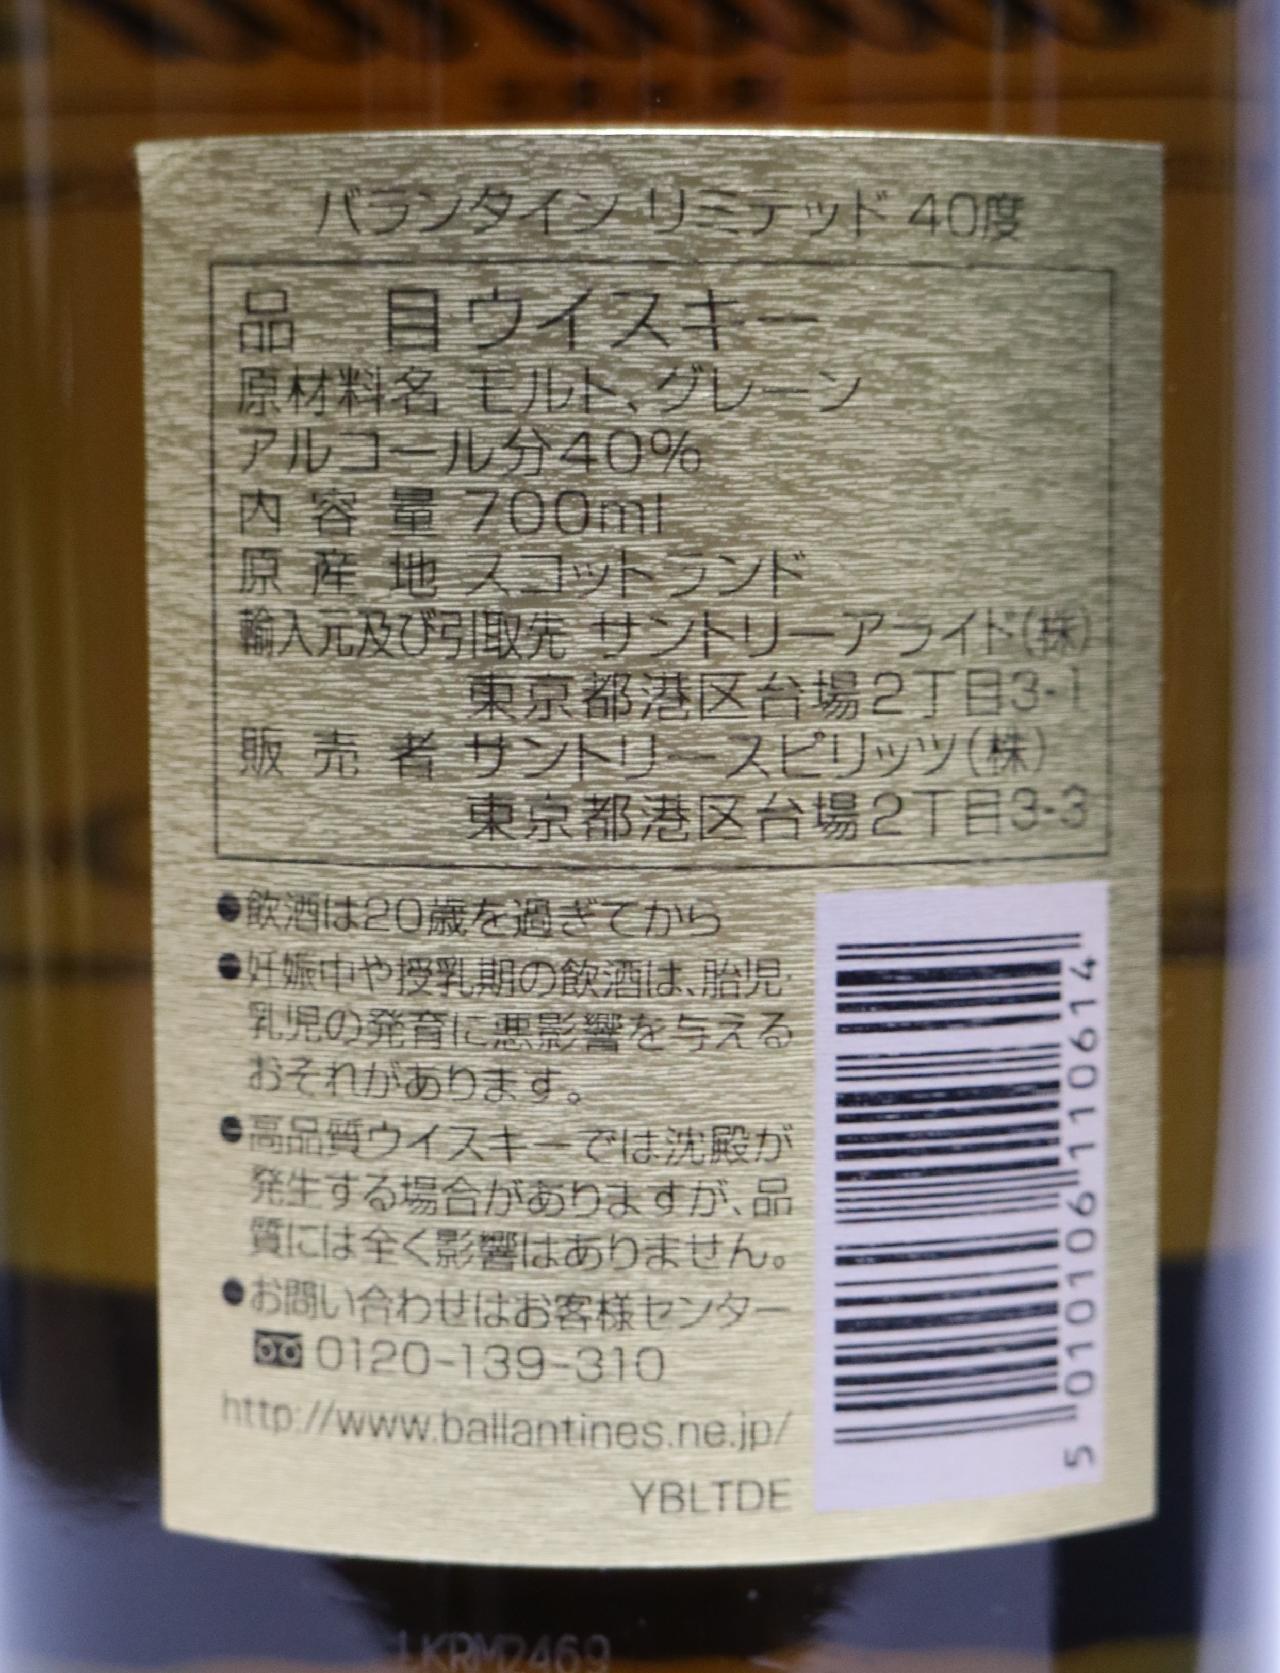 バランタイン リミテッド 40度
品 目 ウイスキー
原材料名 モルト、グレーン
アルコール分40%
内容量 700ml
原産地 スコットランド
輸入元及び引取先 サントリーアライド(株)
東京都港区台場2丁目3-1
販売者 サントリースピリッツ(株)
東京都港区台場2丁目3-3
●飲酒は20歳を過ぎてから
●妊娠中や授乳期の飲酒は、胎児・
乳児の発育に悪影響を与える
おそれがあります。
●高品質ウイスキーでは沈殿が
発生する場合がありますが、品
質には全く影響はありません。
●お問い合わせはお客様センター
0120-139-310
http://www.ballantines.ne.jp/
YBLTDE
5 010106 110614
LKRM2469